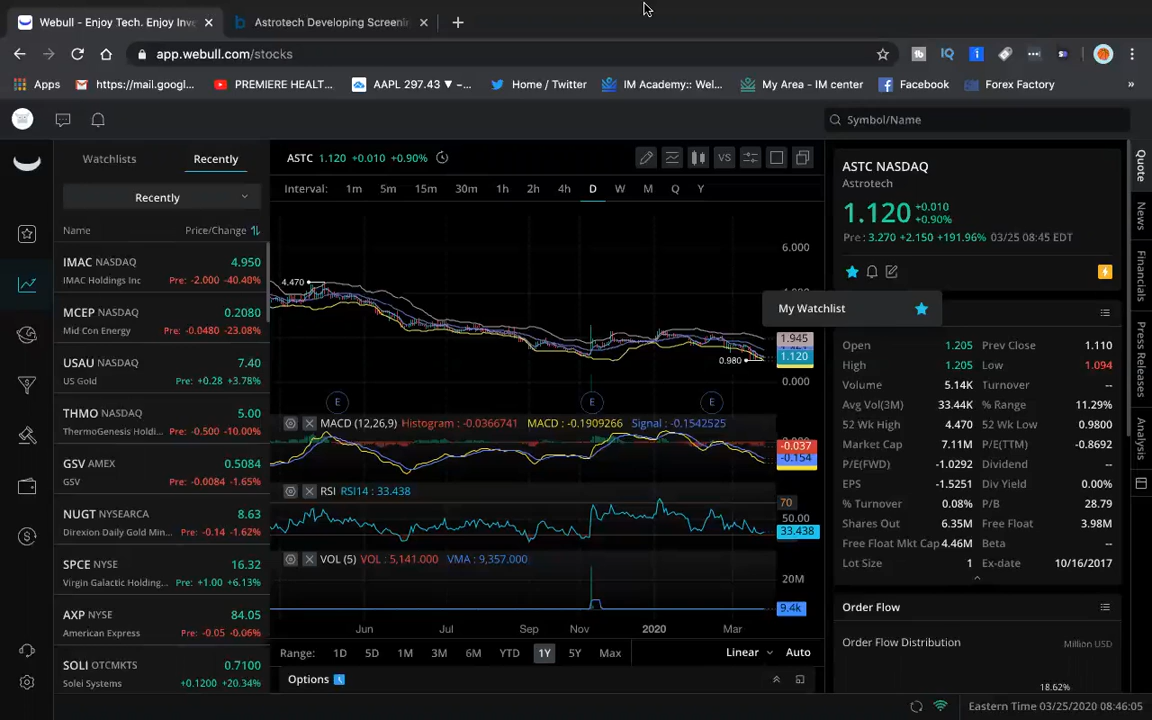 Webull - Enjoy Tech. Enjoy Inv
Astrotech Developing Screenin
app.webull.com/stocks
Apps
https://mail.googl...
PREMIERE HEALT...
AAPL 297.43 ▼ –...
Home / Twitter
IM Academy:: Wel...
My Area - IM center
Facebook
Forex Factory
»
Symbol/Name
Watchlists
Recently
Recently
Name
Price/Change
IMAC NASDAQ
4.950
IMAC Holdings Inc
Pre: -2.000 -40.40%
MCEP NASDAQ
0.2080
Mid Con Energy
Pre: -0.0480 -23.08%
USAU NASDAQ
7.40
US Gold
Pre: +0.28 +3.78%
THMO NASDAQ
5.00
ThermoGenesis Holdi...
Pre: -0.500 -10.00%
GSV AMEX
0.5084
GSV
Pre: -0.0084 -1.65%
NUGT NYSEARCA
8.63
Direxion Daily Gold Min...
Pre: -0.14 -1.62%
SPCE NYSE
16.32
Virgin Galactic Holding...
Pre: +1.00 +6.13%
AXP NYSE
84.05
American Express
Pre: -0.05 -0.06%
SOLI OTCMKTS
0.7100
Solei Systems
+0.1200 +20.34%
ASTC 1.120 +0.010 +0.90%
VS
Interval: 1m 5m 15m 30m 1h 2h 4h D W M Q Y
6.000
4.470
1.945
1.120
0.980
0.000
E E E
MACD (12,26,9) Histogram : -0.0366741 MACD : -0.1909266 Signal : -0.1542525
-0.037
-0.154
RSI RSI14 : 33.438
70
50.00
33.438
VOL (5) VOL : 5,141.000 VMA : 9,357.000
20M
9.4k
Jun Jul Sep Nov 2020 Mar
Range: 1D 5D 1M 3M 6M YTD 1Y 5Y Max
Linear
Auto
Options
ASTC NASDAQ
Astrotech
1.120 +0.010
+0.90%
Pre : 3.270 +2.150 +191.96% 03/25 08:45 EDT
My Watchlist
Open 1.205 Prev Close 1.110
High 1.205 Low 1.094
Volume 5.14K Turnover --
Avg Vol(3M) 33.44K % Range 11.29%
52 Wk High 4.470 52 Wk Low 0.9800
Market Cap 7.11M P/E(TTM) -0.8692
P/E(FWD) -1.0292 Dividend --
EPS -1.5251 Div Yield 0.00%
% Turnover 0.08% P/B 28.79
Shares Out 6.35M Free Float 3.98M
Free Float Mkt Cap 4.46M Beta --
Lot Size 1 Ex-date 10/16/2017
Order Flow
Order Flow Distribution
Million USD
18.62%
Quote
News
Financials
Press Releases
Analysis
Eastern Time 03/25/2020 08:46:05